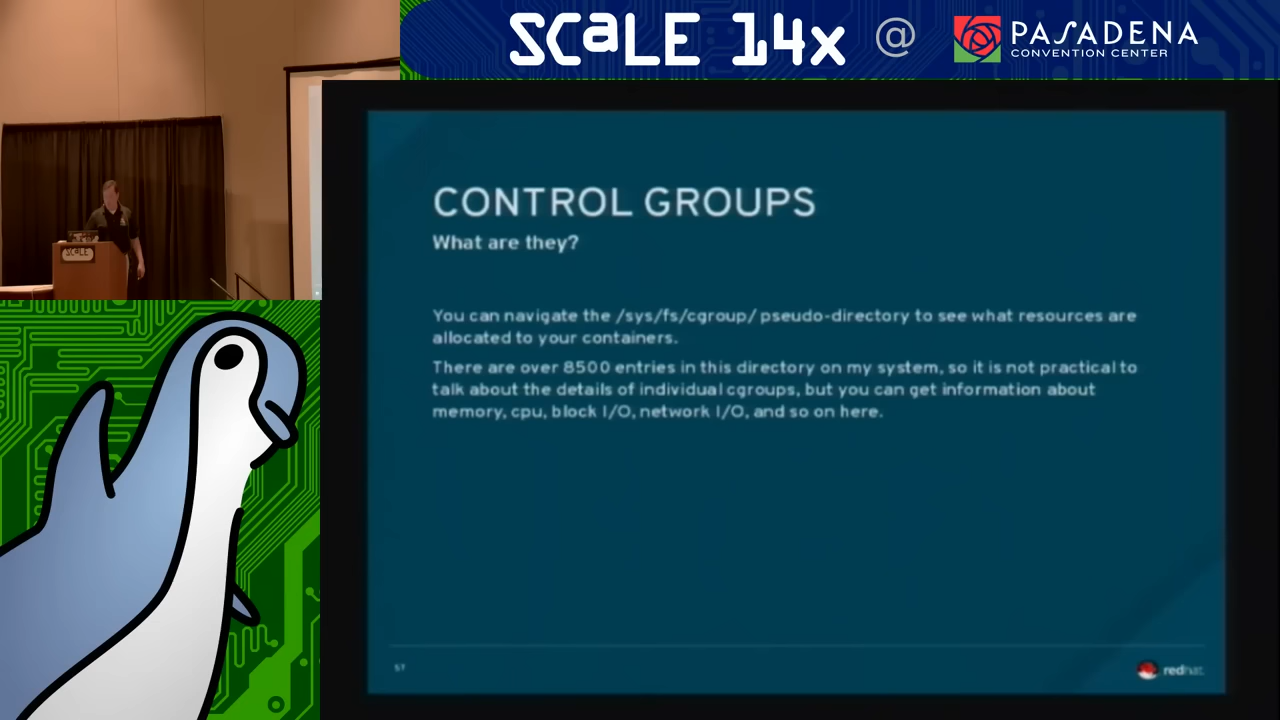 SCALE 14x @ PASADENA
CONVENTION CENTER
SCALE
CONTROL GROUPS
What are they?
You can navigate the /sys/fs/cgroup/ pseudo-directory to see what resources are
allocated to your containers.
There are over 8500 entries in this directory on my system, so it is not practical to
talk about the details of individual cgroups, but you can get information about
memory, cpu, block I/O, network I/O, and so on here.
57
redhat